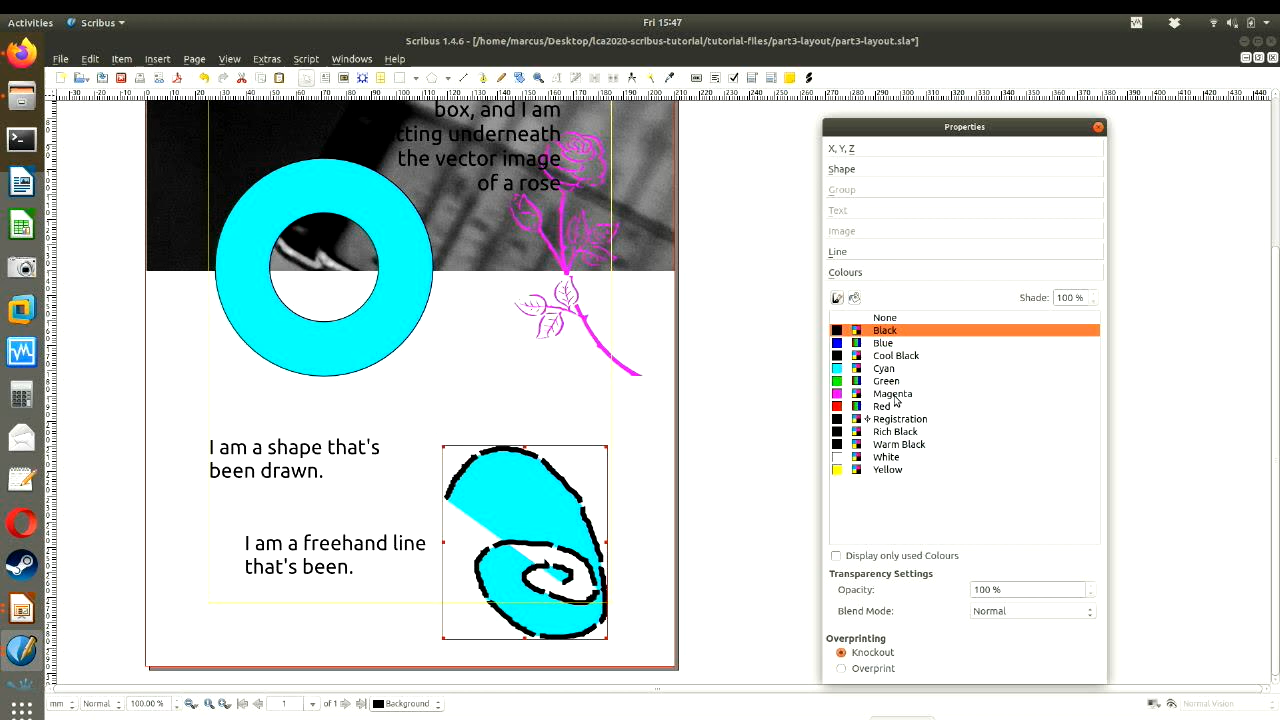 Activities Scribus Fri 15:47
Scribus 1.4.6 - [/home/marcus/Desktop/lca2020-scribus-tutorial/tutorial-files/part3-layout/part3-layout.sla*]
File Edit Item Insert Page View Extras Script Windows Help
box, and I am
tting underneath
the vector image
of a rose
I am a shape that's
been drawn.
I am a freehand line
that's been.
Properties
X, Y, Z
Shape
Group
Text
Image
Line
Colours
Shade: 100 %
None
Black
Blue
Cool Black
Cyan
Green
Magenta
Red
Registration
Rich Black
Warm Black
White
Yellow
Display only used Colours
Transparency Settings
Opacity: 100 %
Blend Mode: Normal
Overprinting
Knockout
Overprint
mm Normal 100.00 % 1 of 1 Background Normal Vision